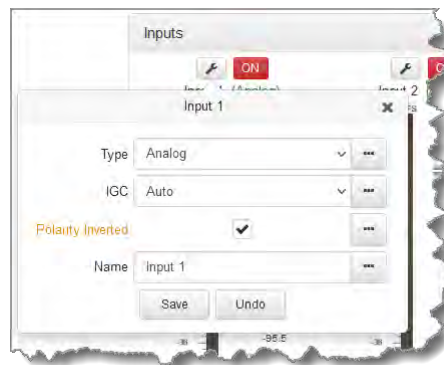 Inputs
ON
Input 1
Type Analog
IGC Auto
Polarity Inverted
Name Input 1
Save Undo
-95.5